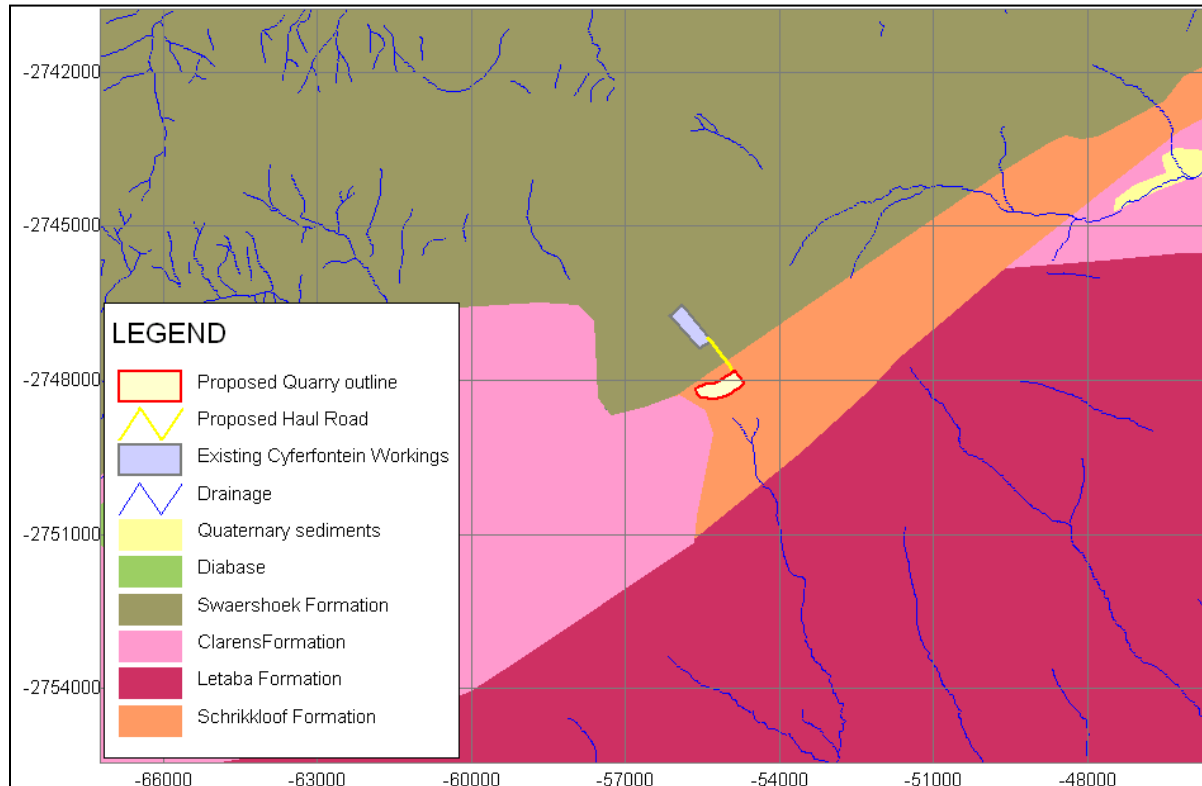 -2742000
-2745000
-2748000
-2751000
-2754000
LEGEND
Proposed Quarry outline
Proposed Haul Road
Existing Cyferfontein Workings
Drainage
Quaternary sediments
Diabase
Swaershoek Formation
ClarensFormation
Letaba Formation
Schrikkloof Formation
-66000 -63000 -60000 -57000 -54000 -51000 -48000